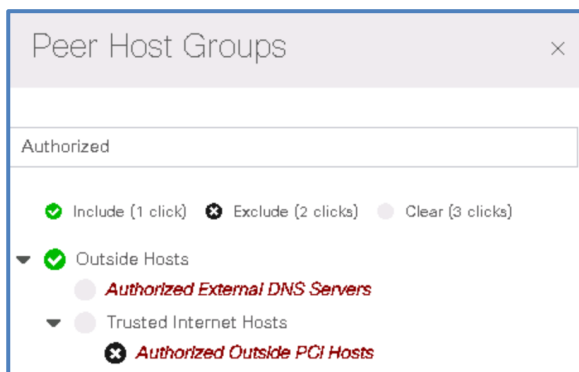 Peer Host Groups
Authorized
Include (1 click) Exclude (2 clicks) Clear (3 clicks)
Outside Hosts
Authorized External DNS Servers
Trusted Internet Hosts
Authorized Outside PCI Hosts